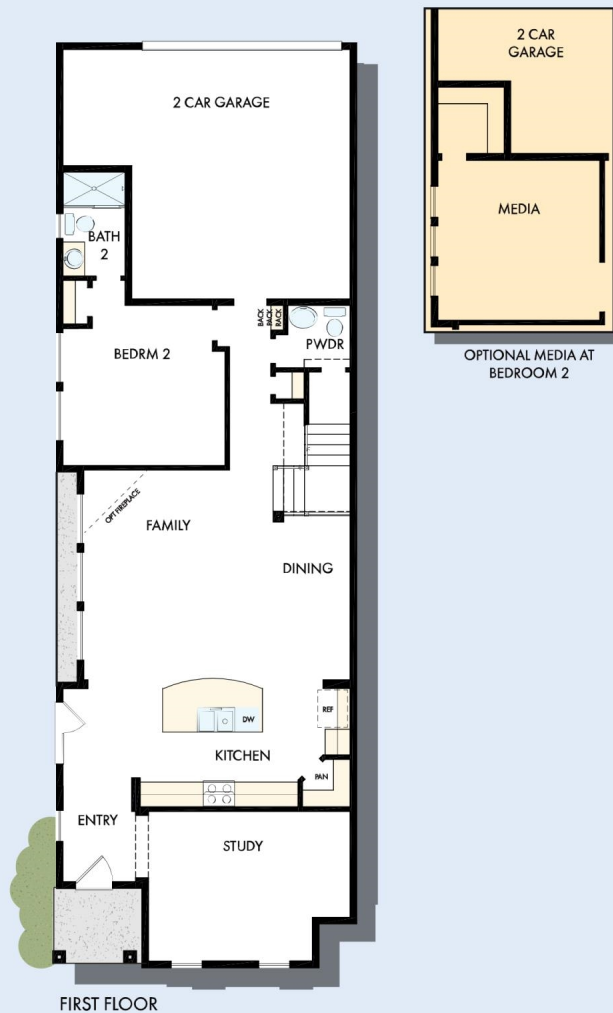 2 CAR GARAGE
BATH
2
BACK
PACK
RACK
PWDR
BEDRM 2
OPT FIREPLACE
FAMILY
DINING
REF
DW
KITCHEN
PAN
ENTRY
STUDY
FIRST FLOOR
2 CAR
GARAGE
MEDIA
OPTIONAL MEDIA AT
BEDROOM 2